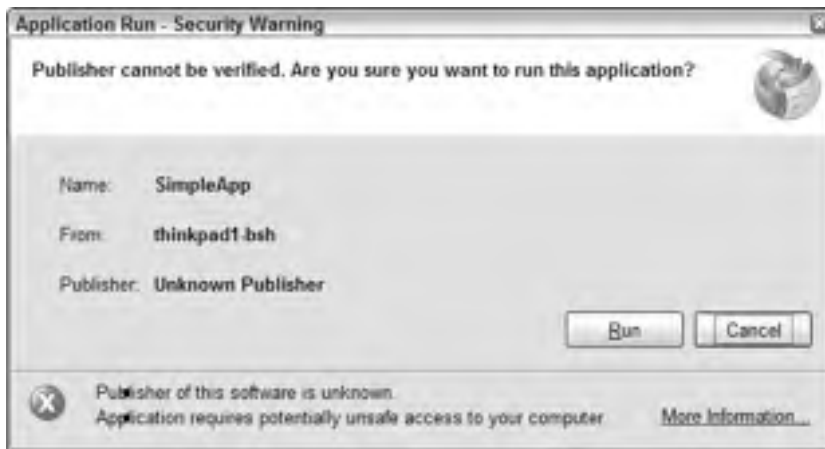 Application Run - Security Warning
Publisher cannot be verified. Are you sure you want to run this application?
Name: SimpleApp
From: thinkpad1-bsh
Publisher: Unknown Publisher
Run Cancel
Publisher of this software is unknown
Application requires potentially unsafe access to your computer More Information...